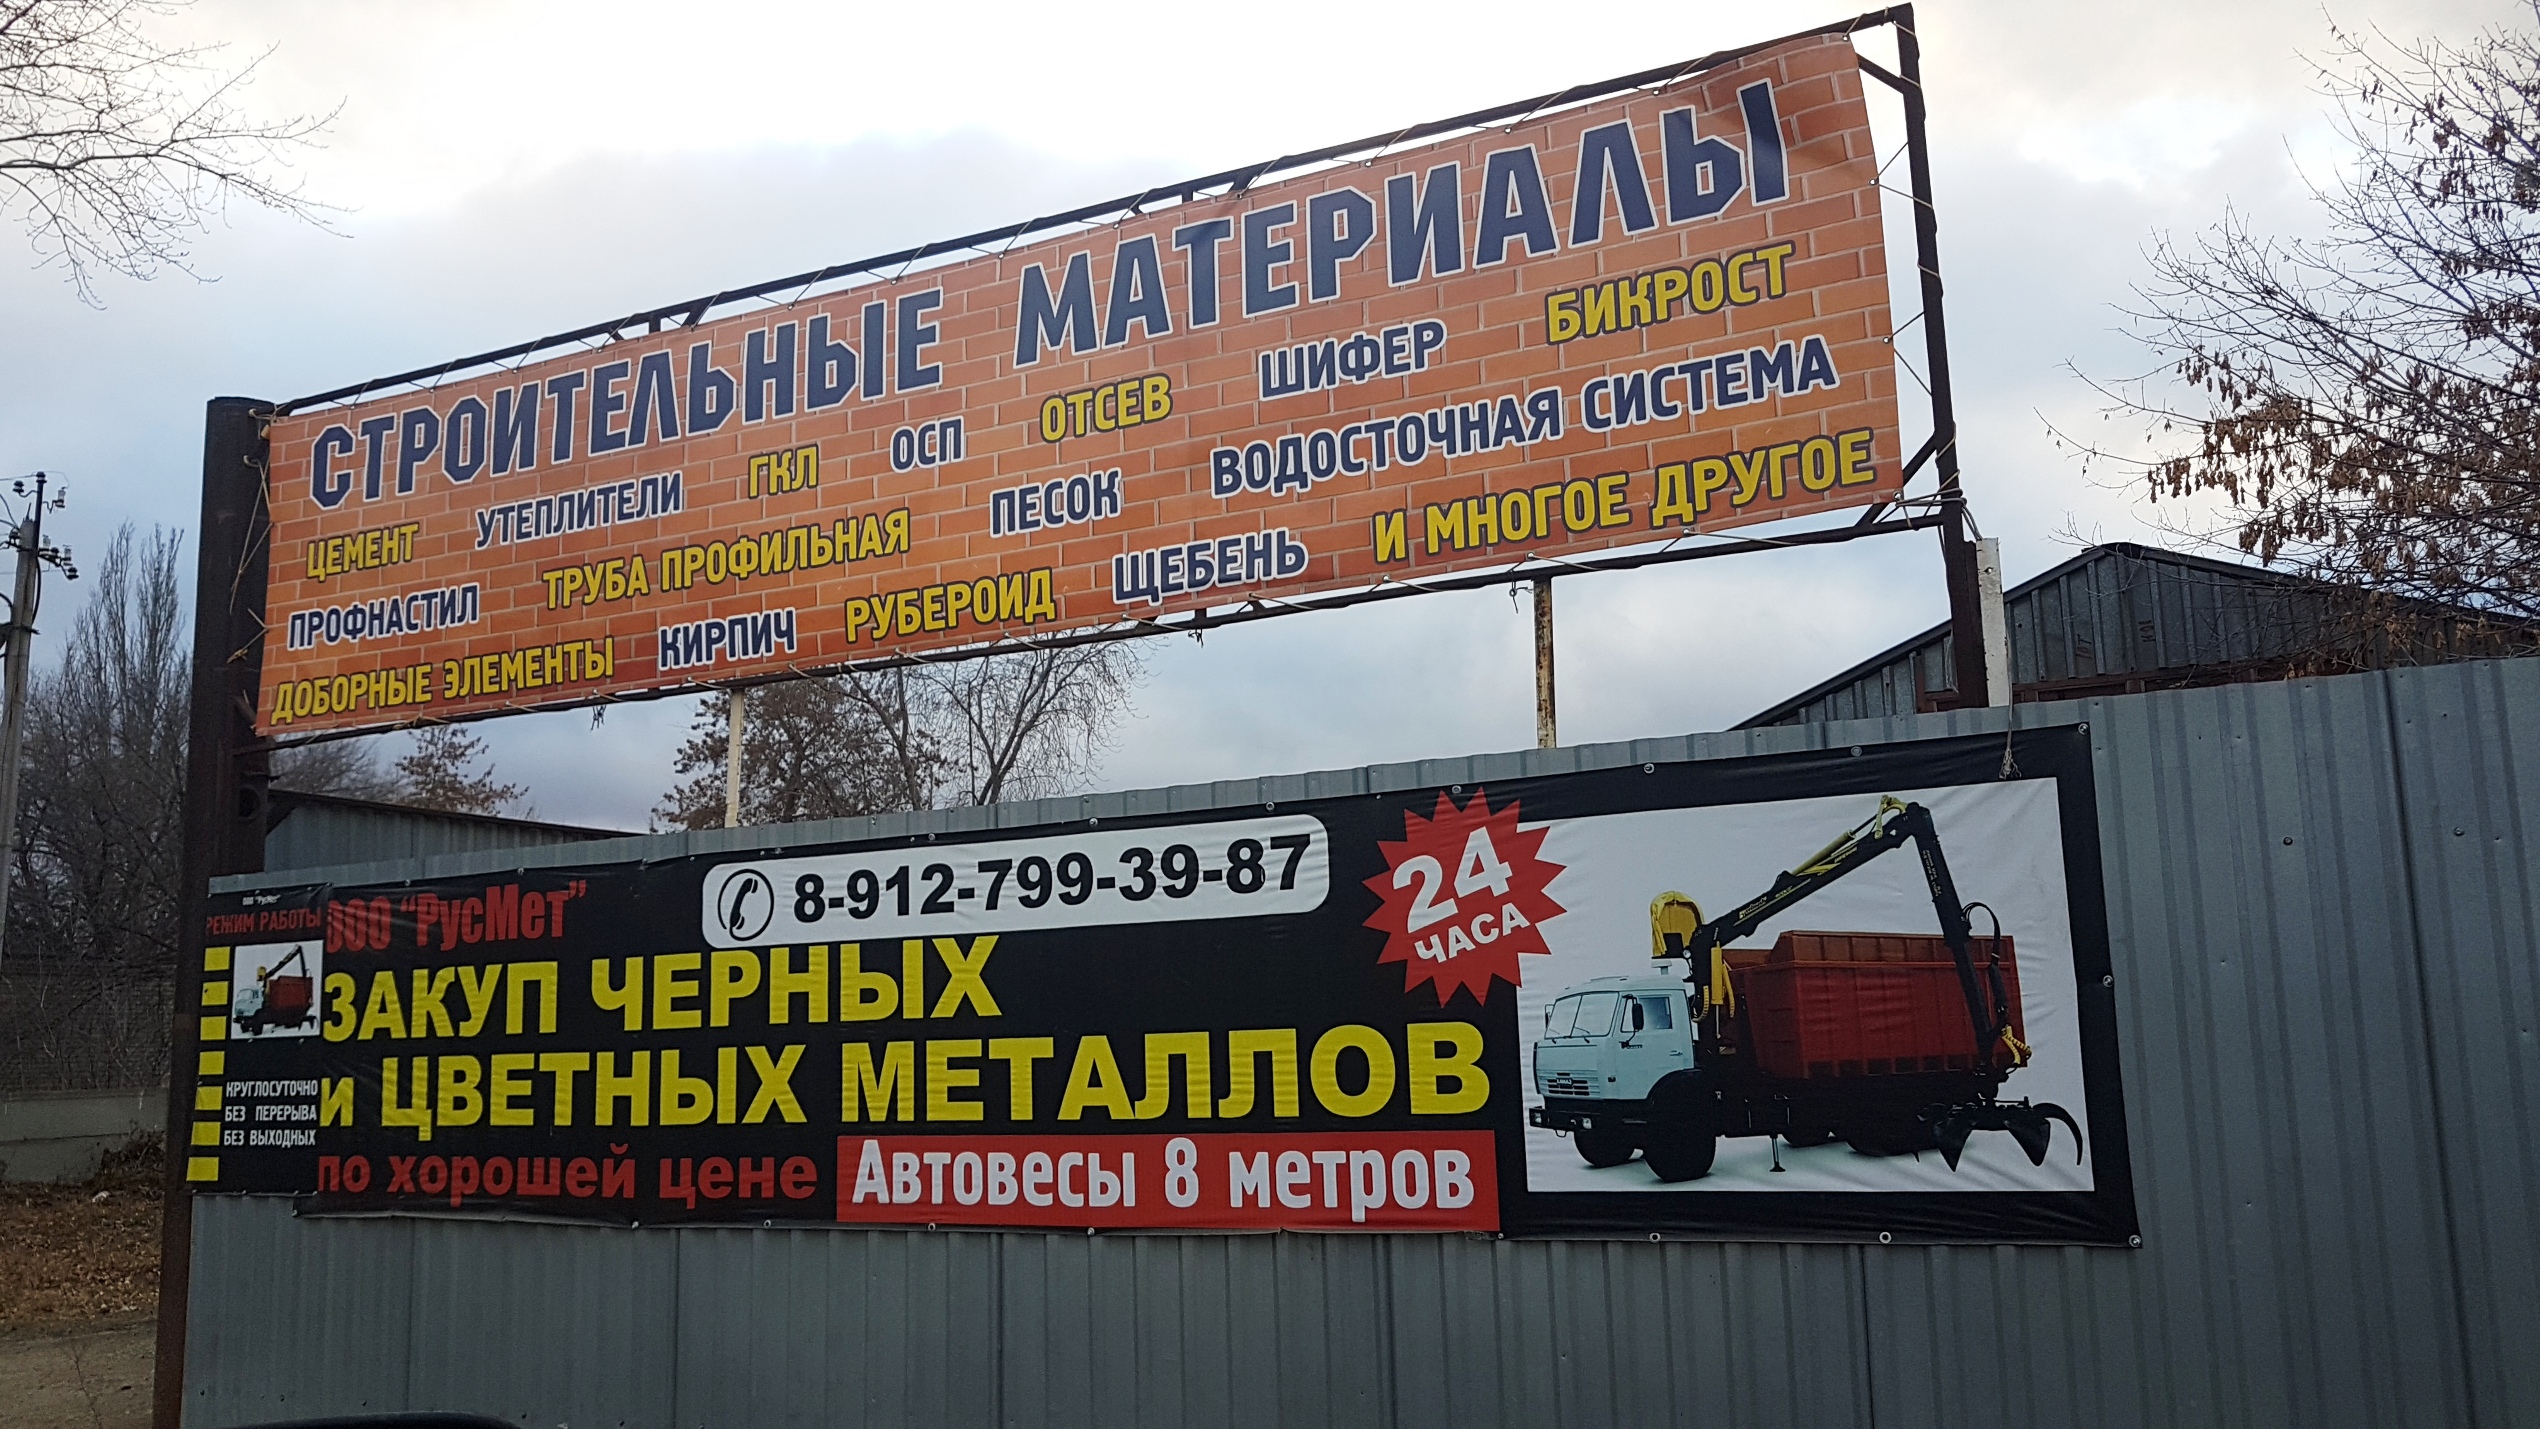 СТРОИТЕЛЬНЫЕ МАТЕРИАЛЫ
ЦЕМЕНТ УТЕПЛИТЕЛИ ГКЛ ОСП ОТСЕВ ШИФЕР БИКРОСТ
ПРОФНАСТИЛ ТРУБА ПРОФИЛЬНАЯ ПЕСОК ВОДОСТОЧНАЯ СИСТЕМА
ДОБОРНЫЕ ЭЛЕМЕНТЫ КИРПИЧ РУБЕРОИД ЩЕБЕНЬ И МНОГОЕ ДРУГОЕ
ООО "РусМет"
РЕЖИМ РАБОТЫ
КРУГЛОСУТОЧНО
БЕЗ ПЕРЕРЫВА
БЕЗ ВЫХОДНЫХ
ООО "РусМет" 8-912-799-39-87
24
ЧАСА
ЗАКУП ЧЕРНЫХ
и ЦВЕТНЫХ МЕТАЛЛОВ
по хорошей цене Автовесы 8 метров